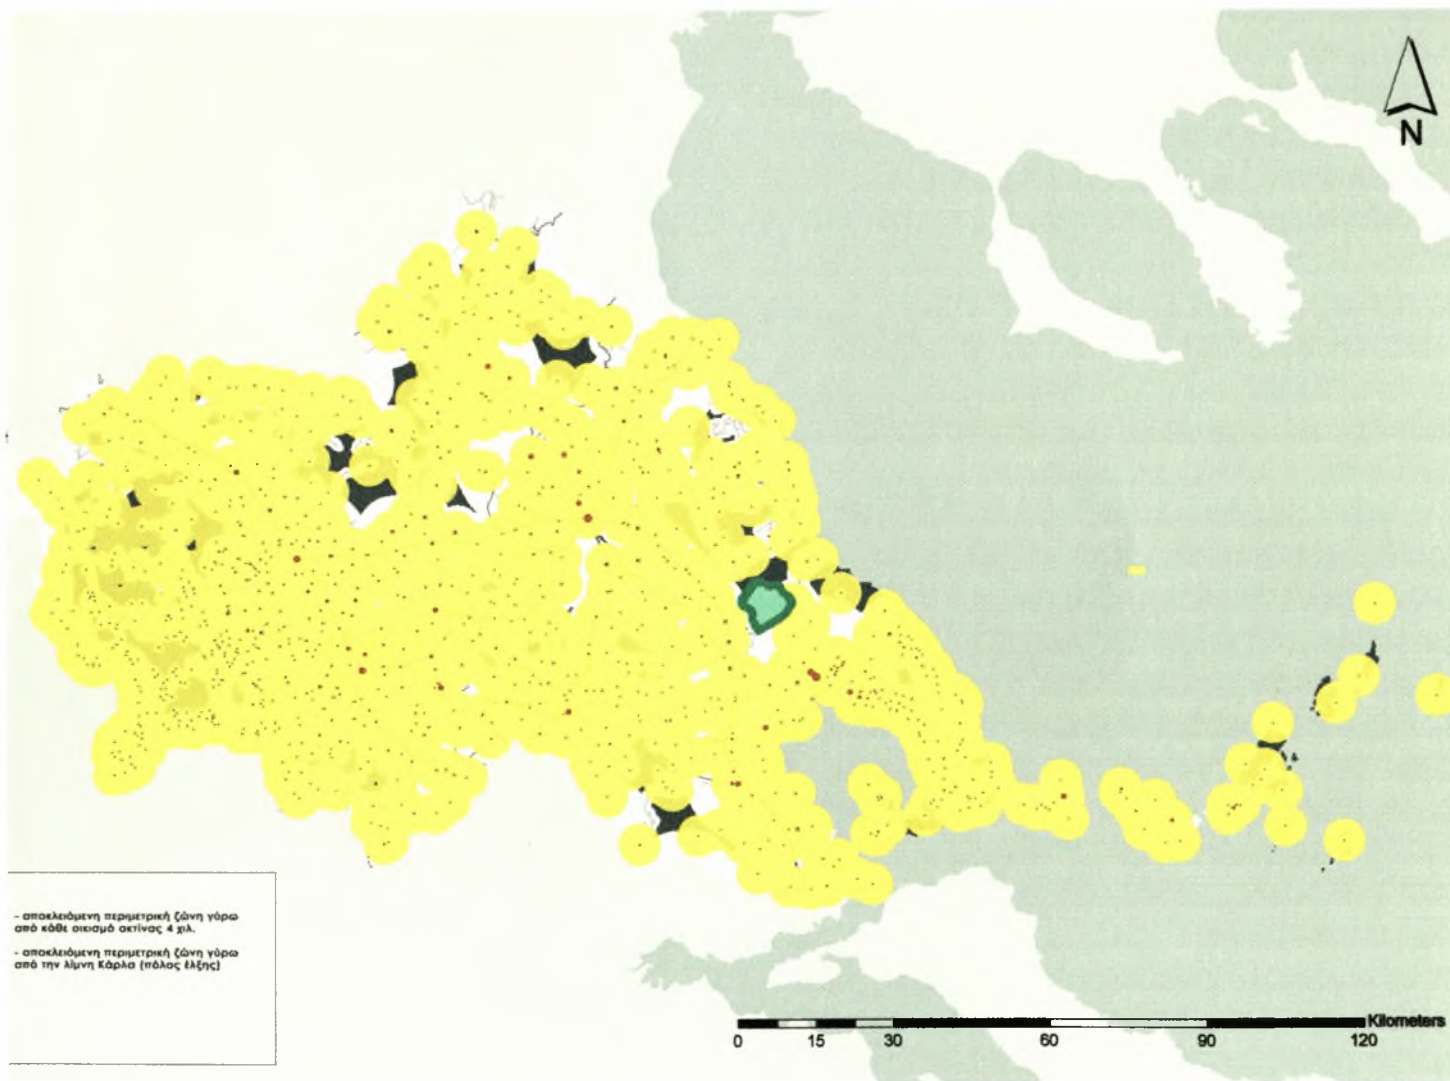 N
- αποκλειόμενη περιμετρική ζώνη γύρω
από κάθε οικισμό ακτίνας 4 χιλ.
- αποκλειόμενη περιμετρική ζώνη γύρω
από την λίμνη Κάρλα (πόλος έλξης)
Kilometers
0 15 30 60 90 120